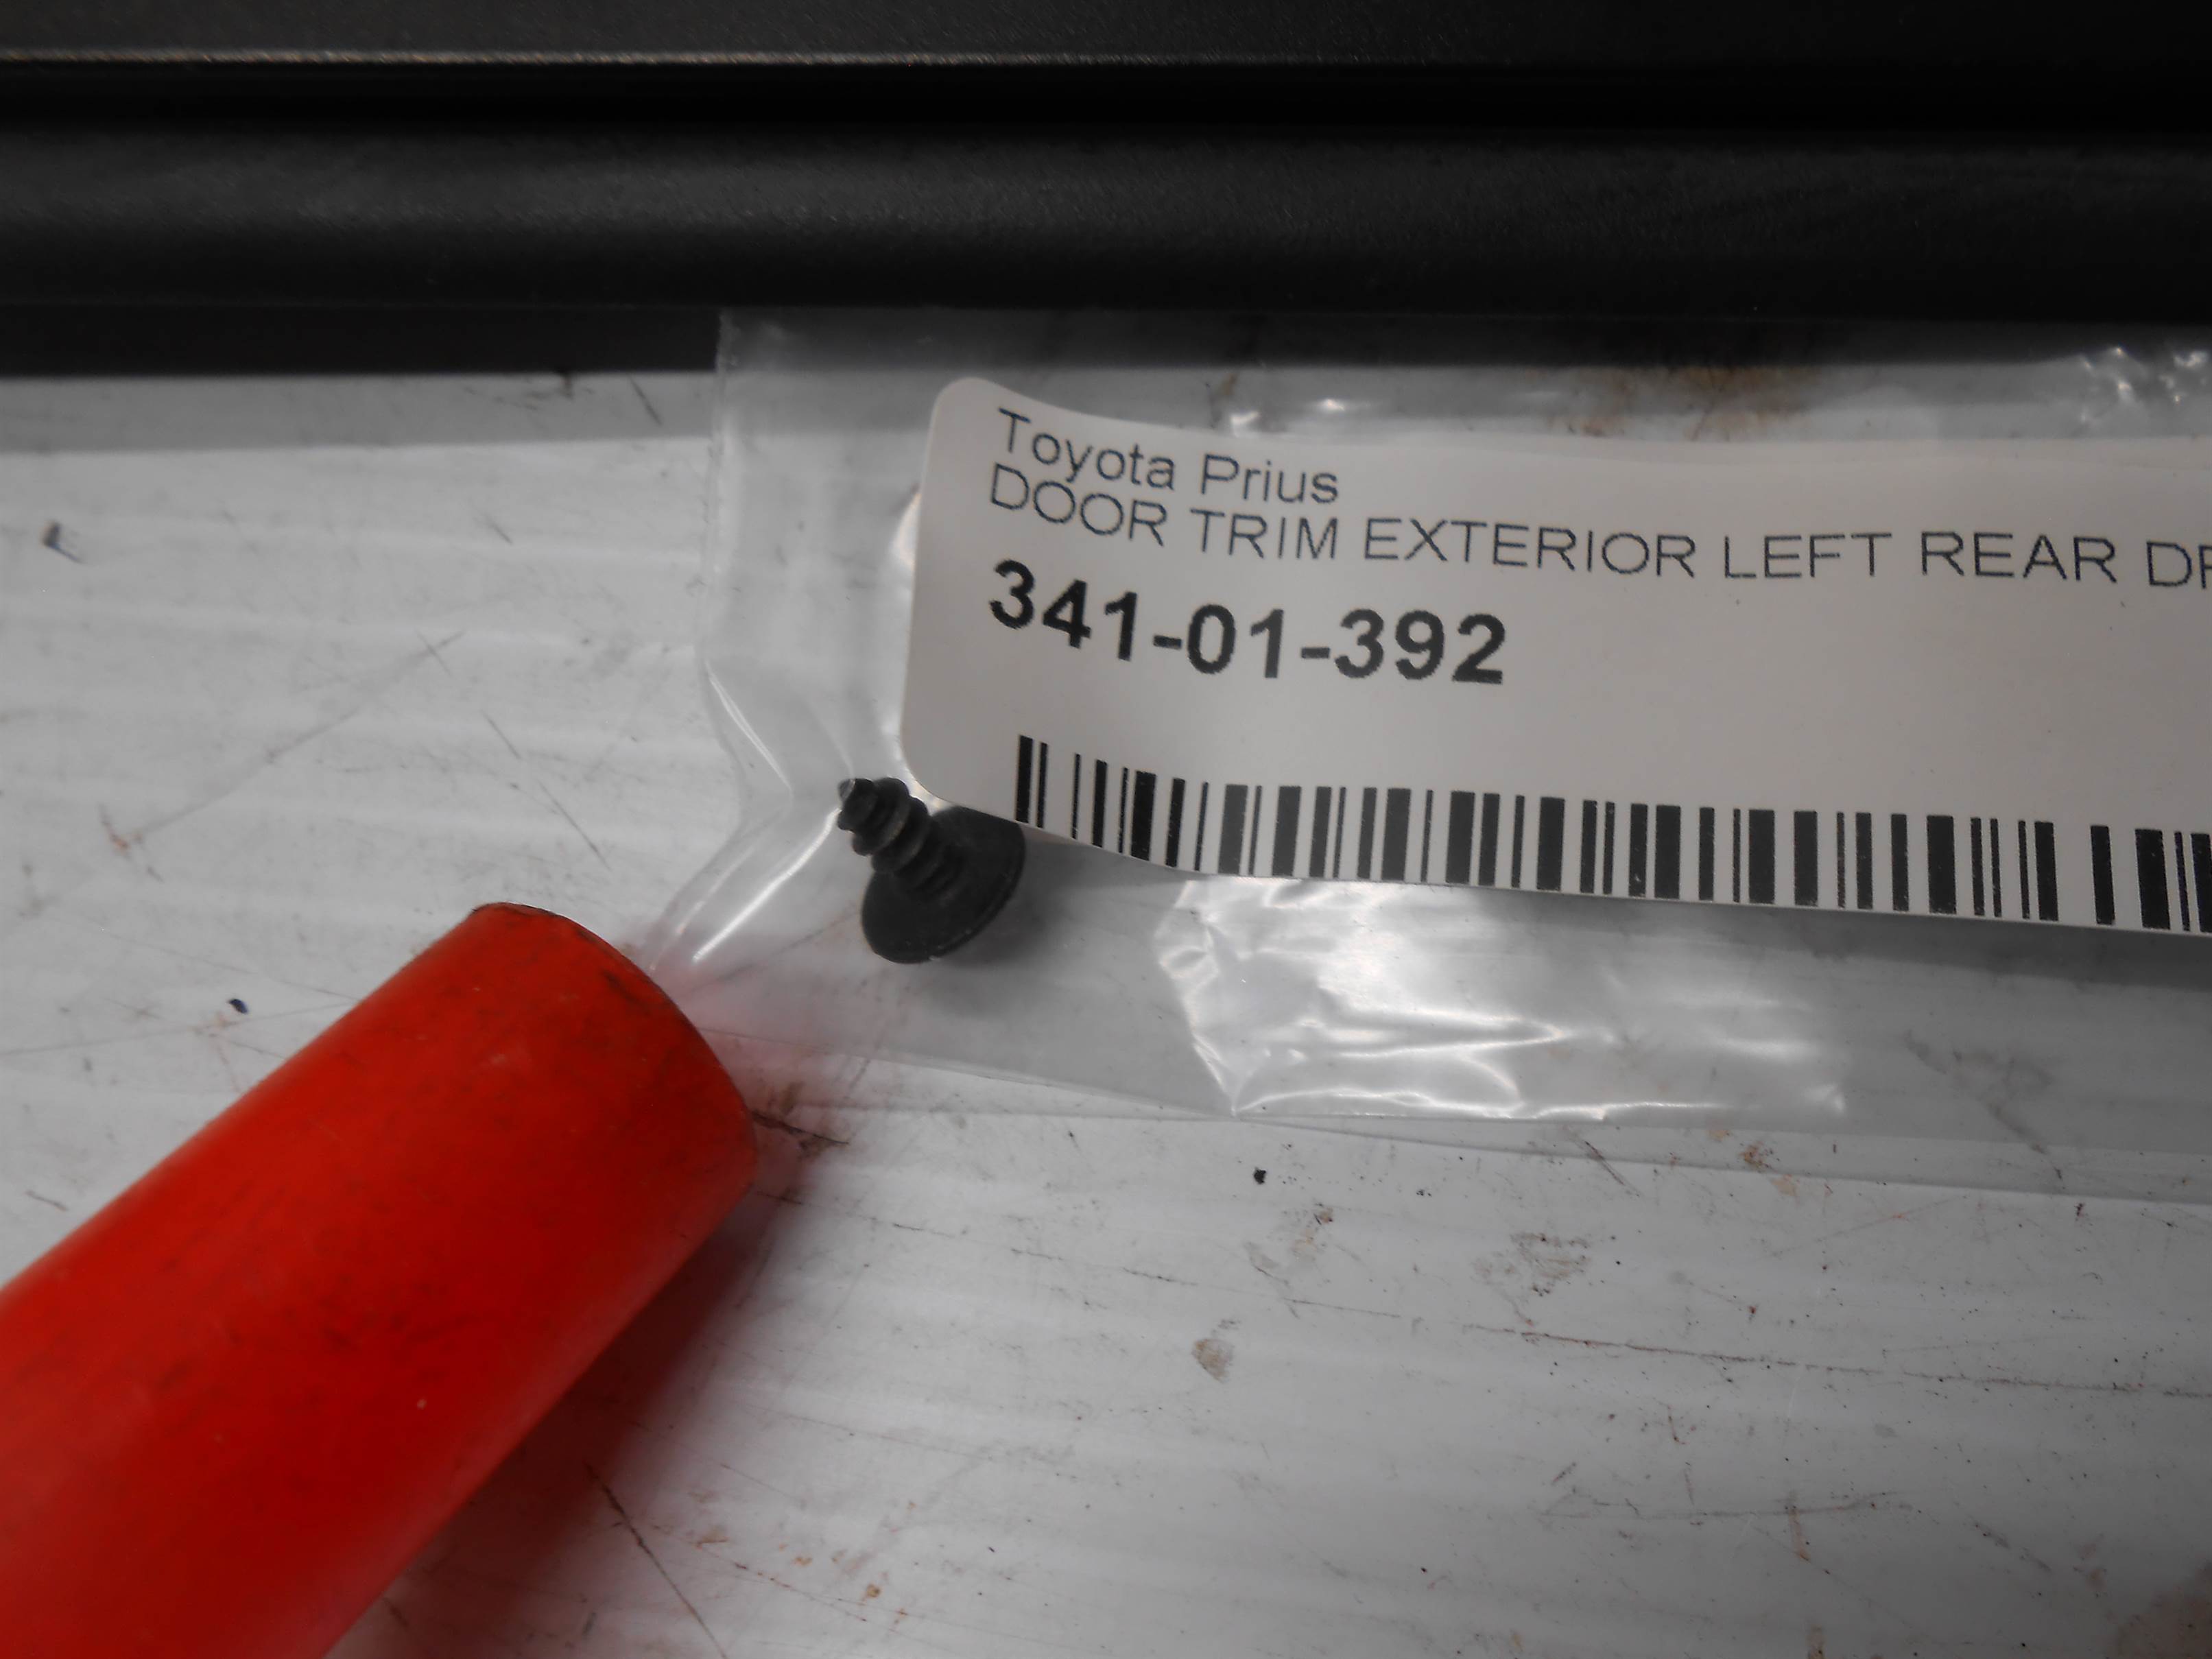 Toyota Prius
DOOR TRIM EXTERIOR LEFT REAR
341-01-392